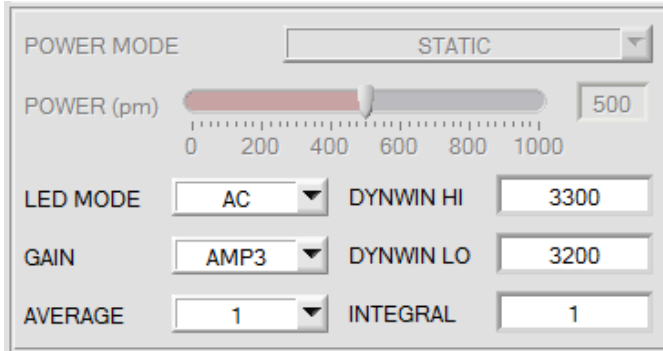 POWER MODE STATIC
POWER (pm) 500
0 200 400 600 800 1000
LED MODE AC DYNWIN HI 3300
GAIN AMP3 DYNWIN LO 3200
AVERAGE 1 INTEGRAL 1